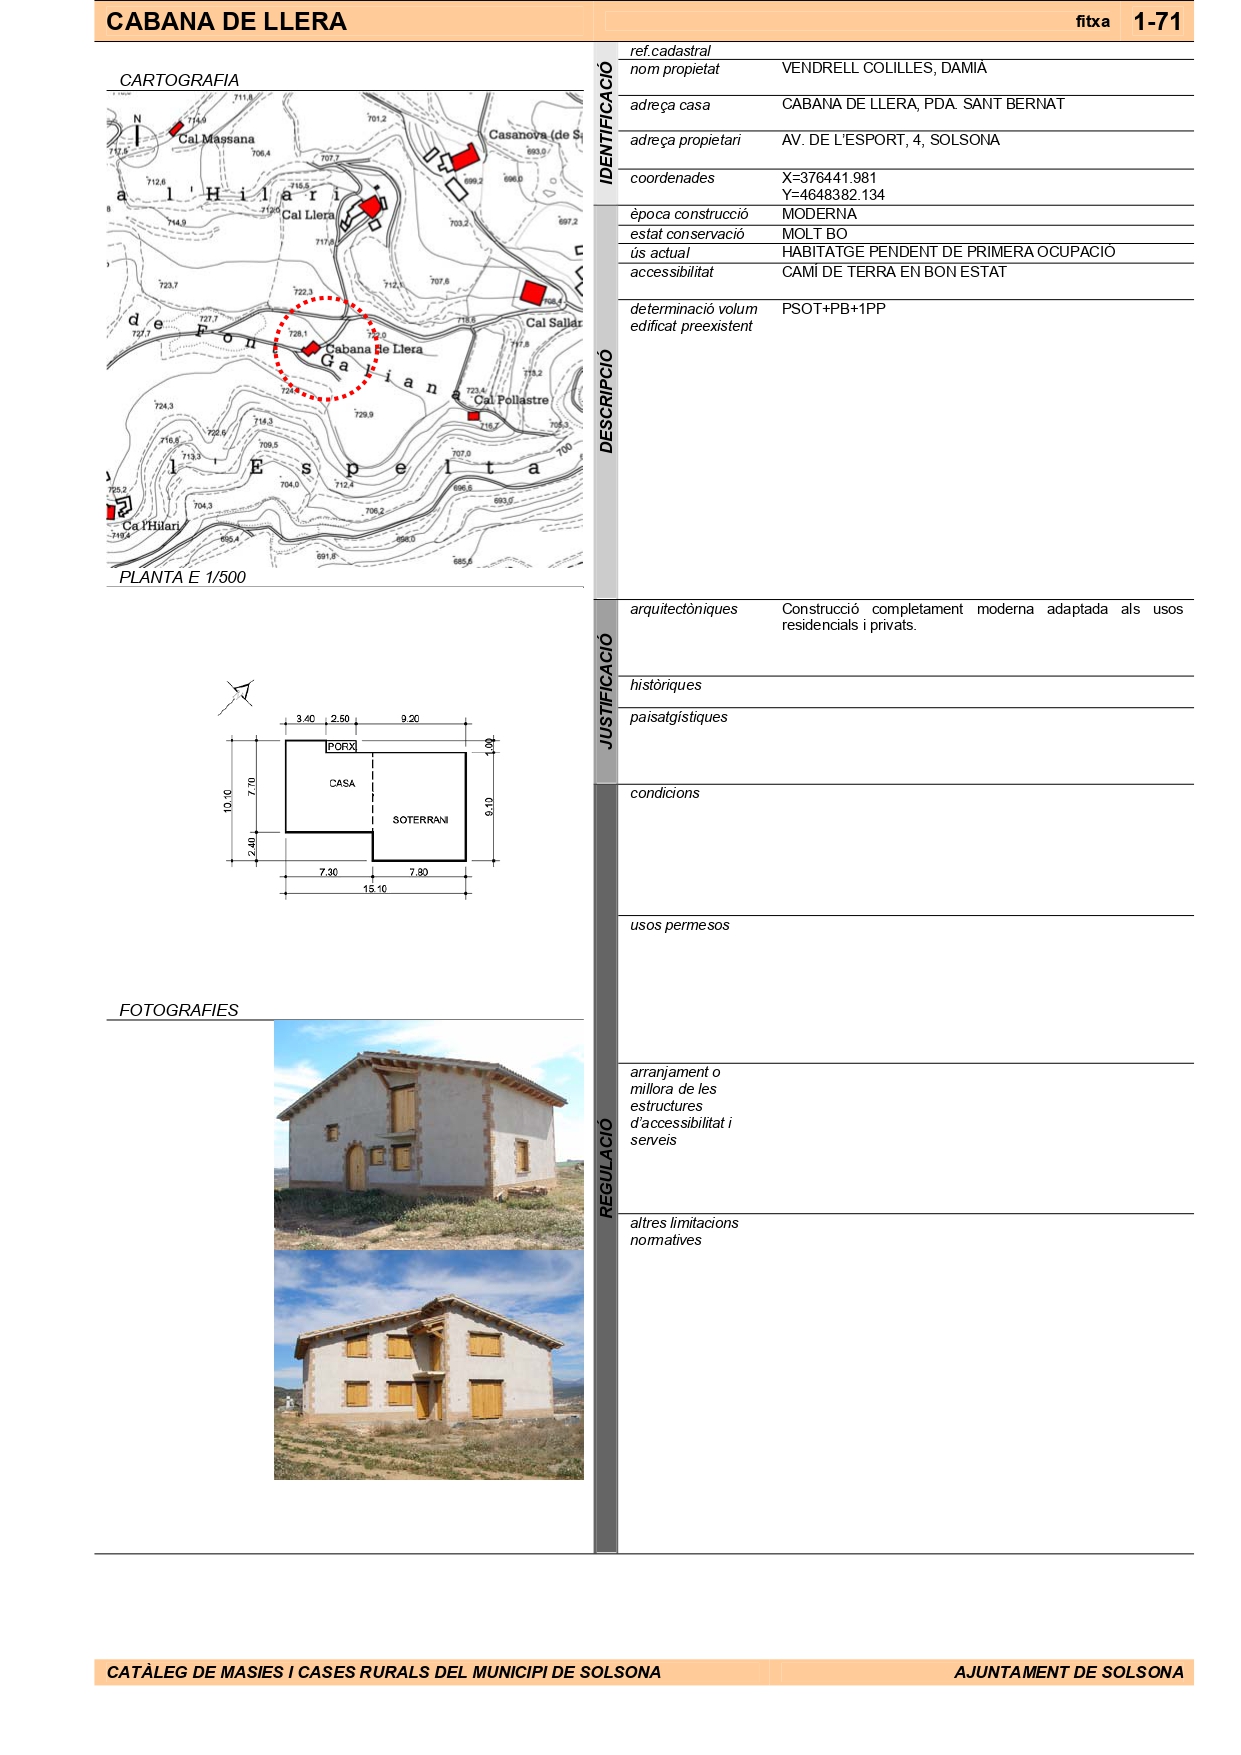 CABANA DE LLERA
fitxa 1-71
CARTOGRAFIA
N
711,8
714,9
Cal Massana
717,5
706,4
701,2
Casanova (de S
693,0
707,7
699,2
696,0
712,6
715,5
a l'Hilari
712,0
Cal Llera
714,9
703,2
697,2
717,8
723,7
722,3
712,1
707,6
708,4
de Font Galiana
727,7
727,7
728,1
722,0
715,6
Cal Sallar
Cabana de Llera
717,8
713,2
724,
723,4
Cal Pollastre
724,3
729,9
716,7
705,3
714,3
722,6
716,8
709,5
713,3
707,0
700
l'Espelta
704,0
712,4
696,6
693,0
725,2
704,3
706,2
Ca l'Hilari
719,4
695,4
698,0
691,8
685,5
PLANTA E 1/500
3.40
2.50
9.20
PORX
1.00
CASA
7.70
10.10
SOTERRANI
9.10
2.40
7.30
7.80
15.10
FOTOGRAFIES
IDENTIFICACIÓ
ref.cadastral
nom propietat VENDRELL COLILLES, DAMIÀ
adreça casa CABANA DE LLERA, PDA. SANT BERNAT
adreça propietari AV. DE L'ESPORT, 4, SOLSONA
coordenades X=376441.981
Y=4648382.134
DESCRIPCIÓ
època construcció MODERNA
estat conservació MOLT BO
ús actual HABITATGE PENDENT DE PRIMERA OCUPACIÓ
accessibilitat CAMÍ DE TERRA EN BON ESTAT
determinació volum PSOT+PB+1PP
edificat preexistent
JUSTIFICACIÓ
arquitectòniques Construcció completament moderna adaptada als usos
residencials i privats.
històriques
paisatgístiques
REGULACIÓ
condicions
usos permesos
arranjament o
millora de les
estructures
d'accessibilitat i
serveis
altres limitacions
normatives
CATÀLEG DE MASIES I CASES RURALS DEL MUNICIPI DE SOLSONA
AJUNTAMENT DE SOLSONA